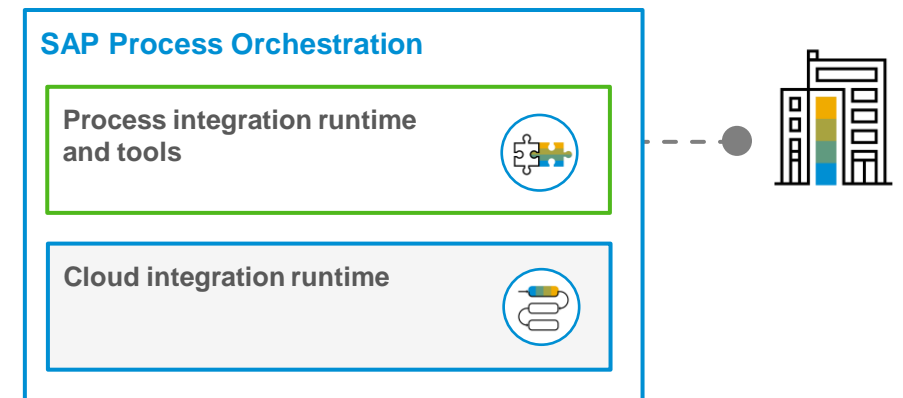 SAP Process Orchestration
Process integration runtime
and tools
Cloud integration runtime